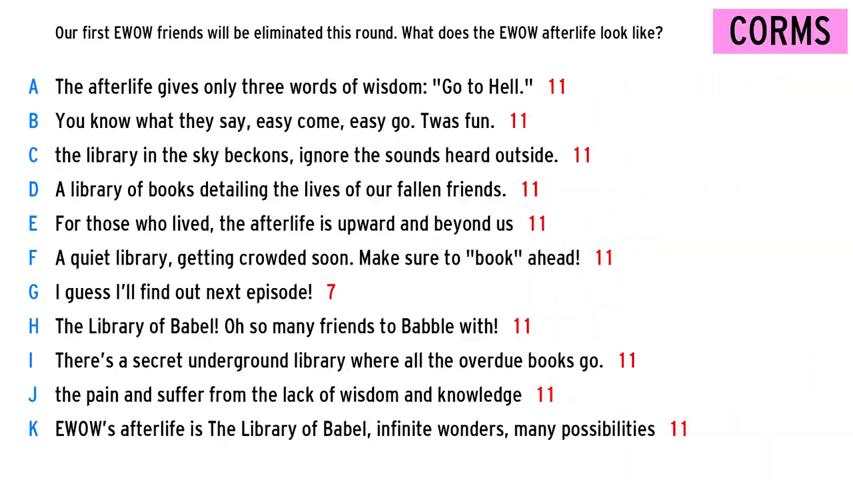 Our first EWOW friends will be eliminated this round. What does the EWOW afterlife look like?
CORMS
A The afterlife gives only three words of wisdom: "Go to Hell." 11
B You know what they say, easy come, easy go. Twas fun. 11
C the library in the sky beckons, ignore the sounds heard outside. 11
D A library of books detailing the lives of our fallen friends. 11
E For those who lived, the afterlife is upward and beyond us 11
F A quiet library, getting crowded soon. Make sure to "book" ahead! 11
G I guess I'll find out next episode! 7
H The Library of Babel! Oh so many friends to Babble with! 11
I There's a secret underground library where all the overdue books go. 11
J the pain and suffer from the lack of wisdom and knowledge 11
K EWOW's afterlife is The Library of Babel, infinite wonders, many possibilities 11